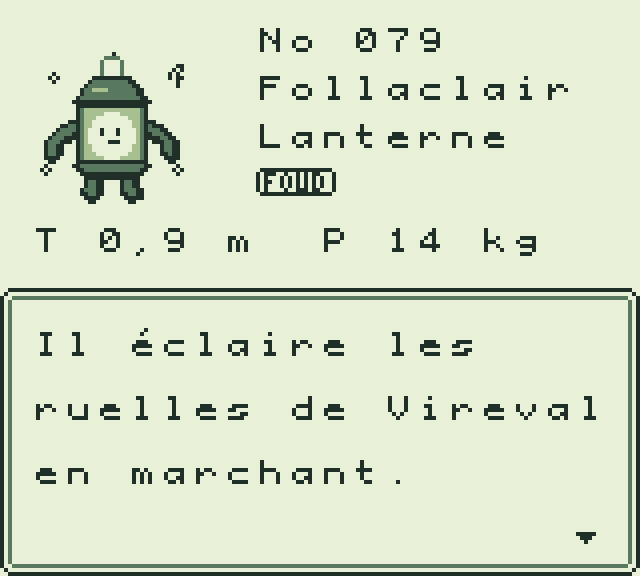 No 079
Follaclair
Lanterne
FOUD
T 0,9 m P 14 kg
Il éclaire les
ruelles de Vireval
en marchant.